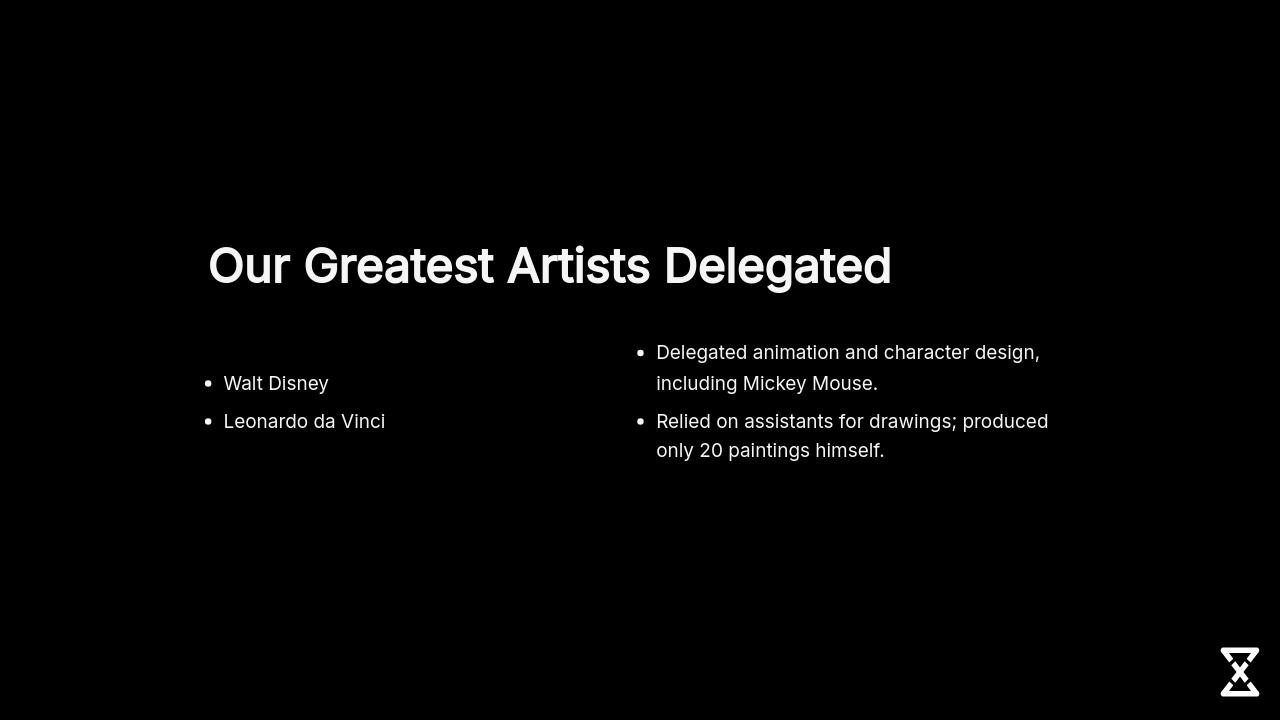 Our Greatest Artists Delegated
Walt Disney
Leonardo da Vinci
Delegated animation and character design,
including Mickey Mouse.
Relied on assistants for drawings; produced
only 20 paintings himself.